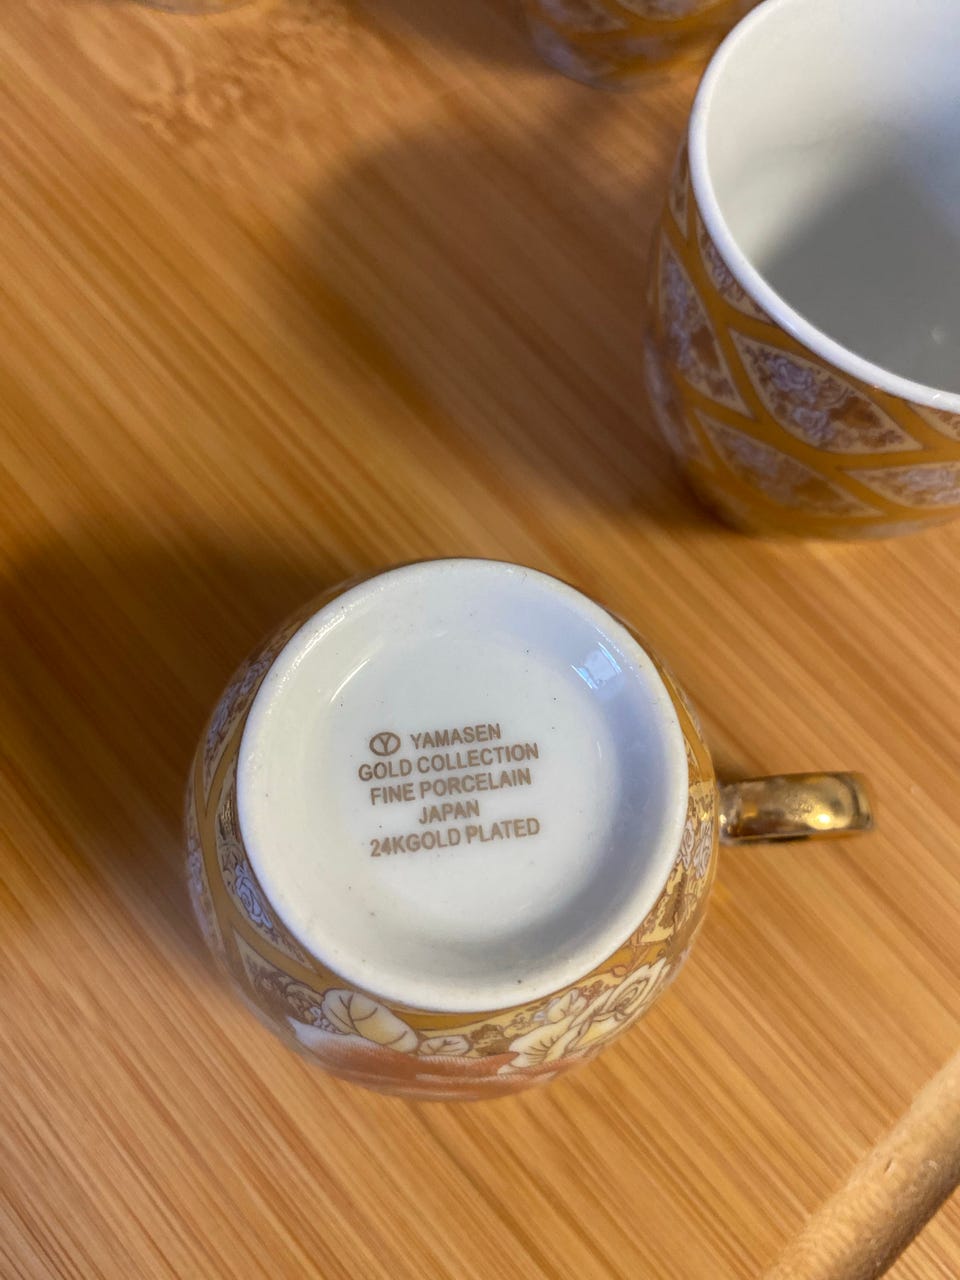 Y YAMASEN
GOLD COLLECTION
FINE PORCELAIN
JAPAN
24KGOLD PLATED